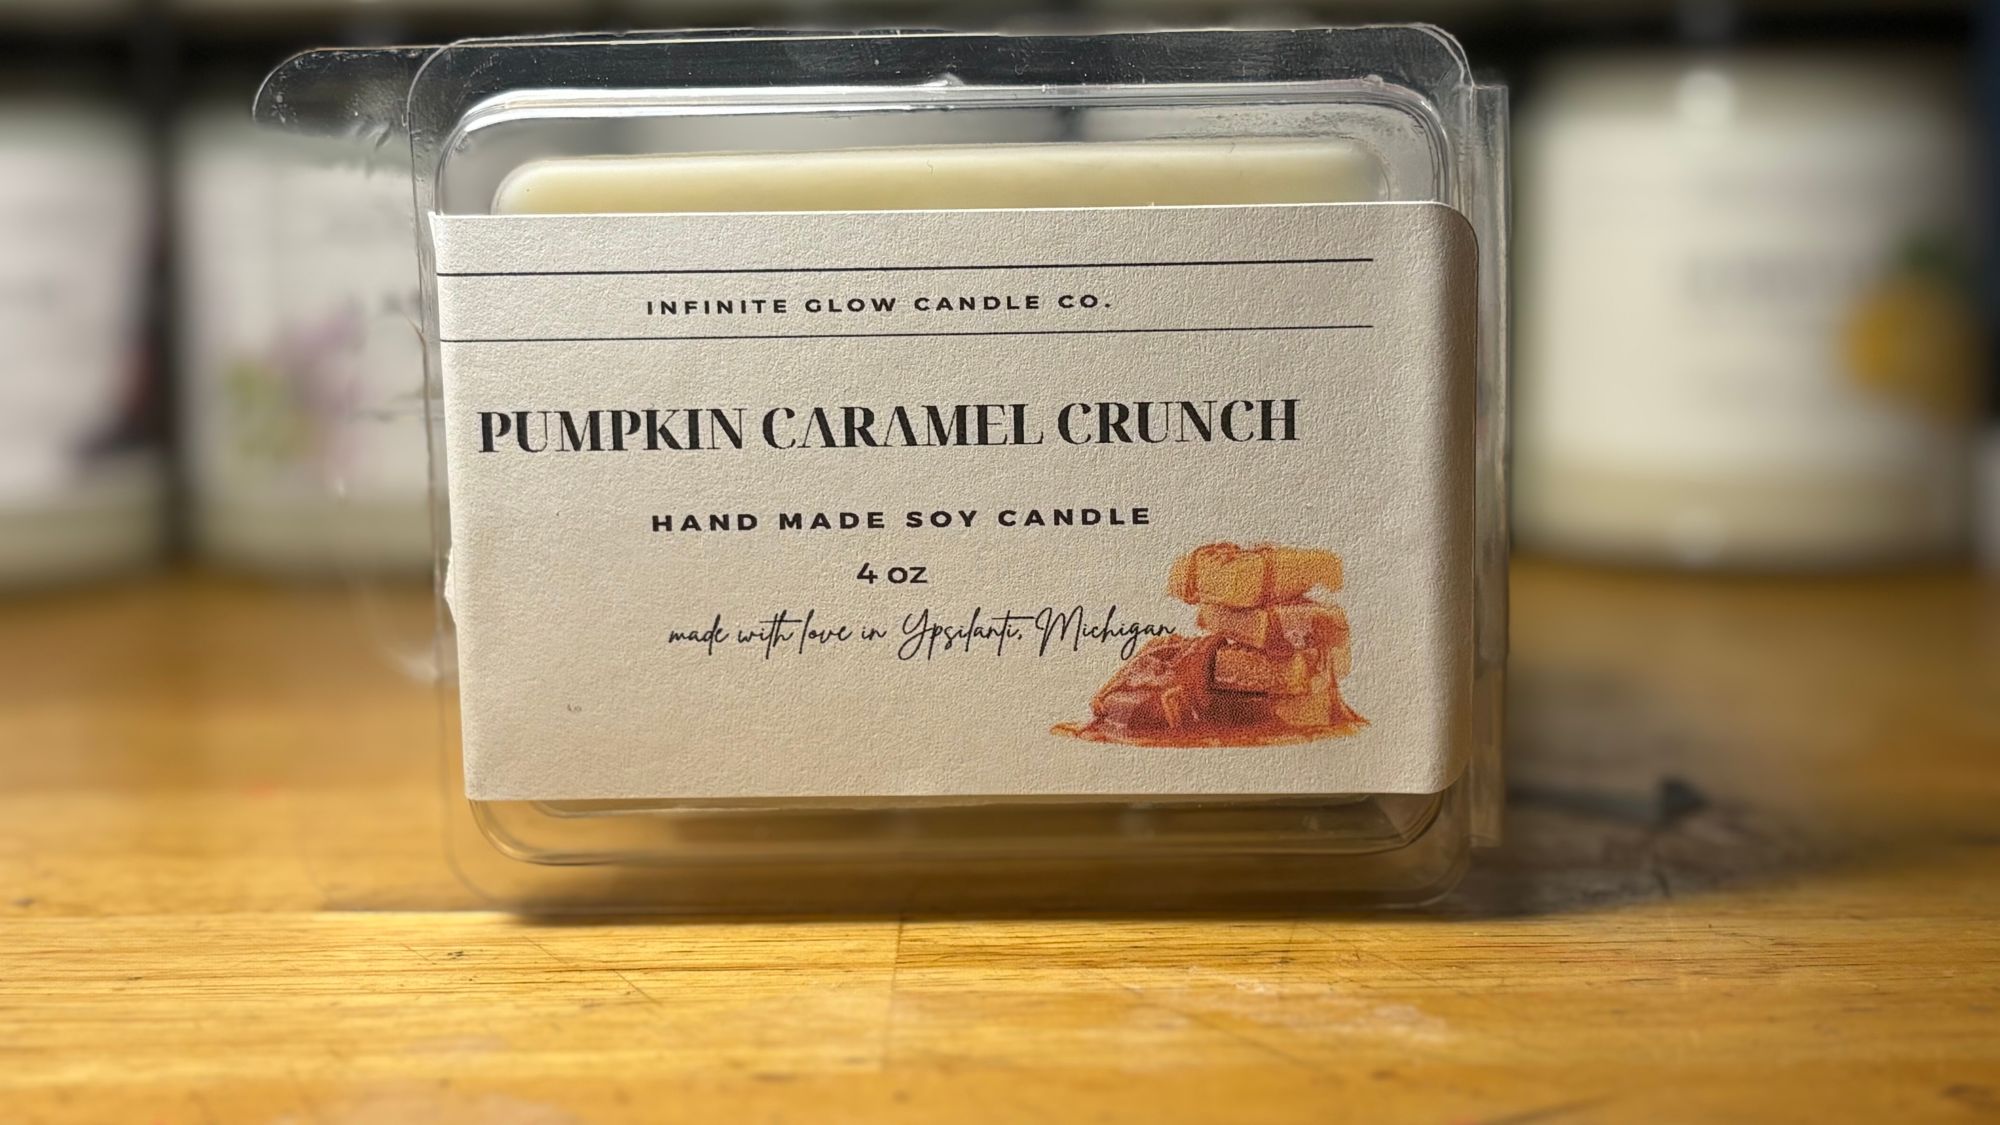 INFINITE GLOW CANDLE CO.
PUMPKIN CARAMEL CRUNCH
HAND MADE SOY CANDLE
4 OZ
made with love in Ypsilanti, Michigan